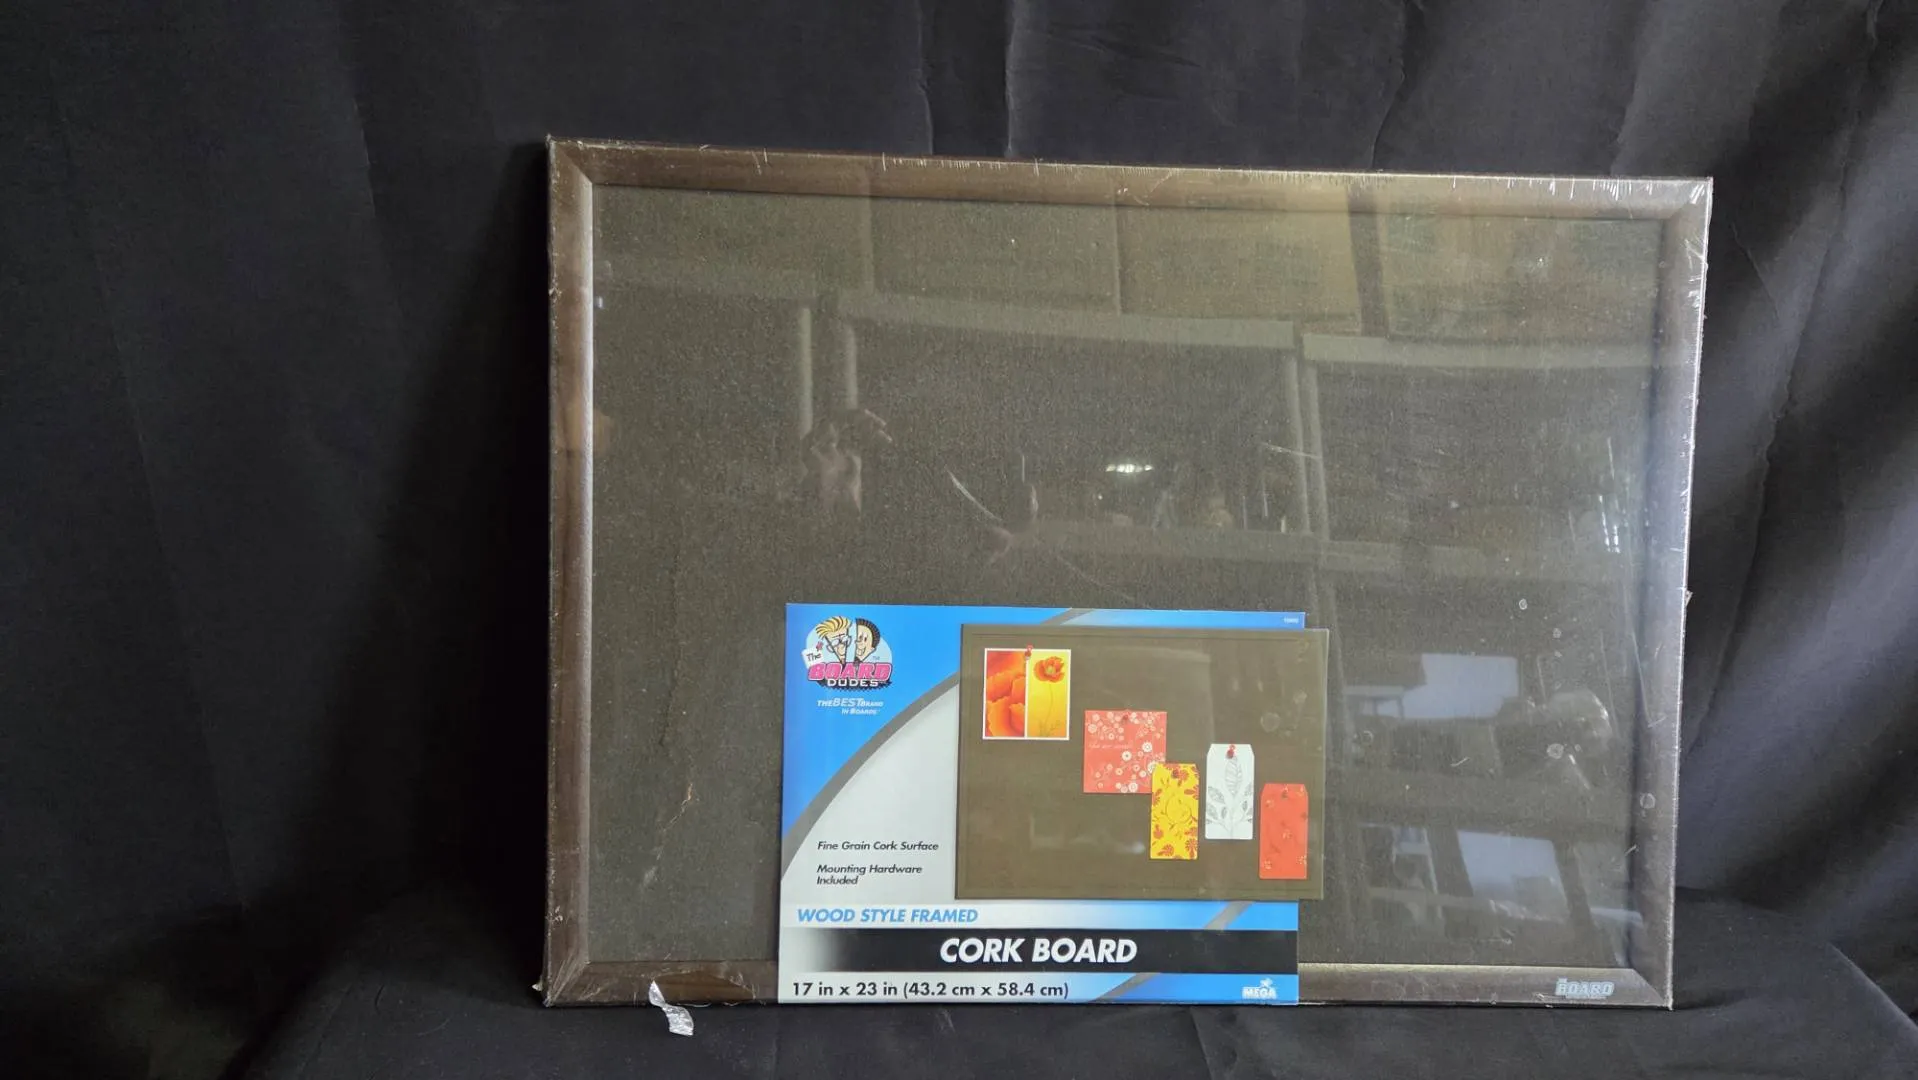 The
BOARD
DUDES
THE BEST BRAND
IN BOARDS
Fine Grain Cork Surface
Mounting Hardware
Included
WOOD STYLE FRAMED
CORK BOARD
17 in x 23 in (43.2 cm x 58.4 cm)
MEGA
BOARD